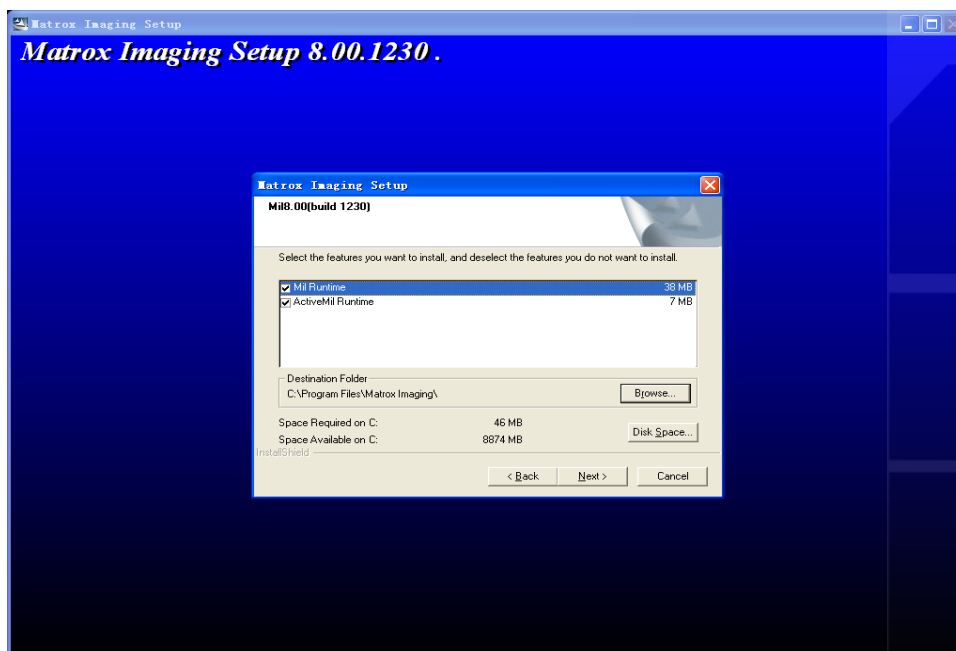 Matrox Imaging Setup
Matrox Imaging Setup 8.00.1230 .
Matrox Imaging Setup
Mil8.00(build 1230)
Select the features you want to install, and deselect the features you do not want to install.
Mil Runtime 38 MB
ActiveMil Runtime 7 MB
Destination Folder
C:\Program Files\Matrox Imaging\
Browse...
Space Required on C: 46 MB
Space Available on C: 8874 MB
Disk Space...
InstallShield
< Back Next > Cancel